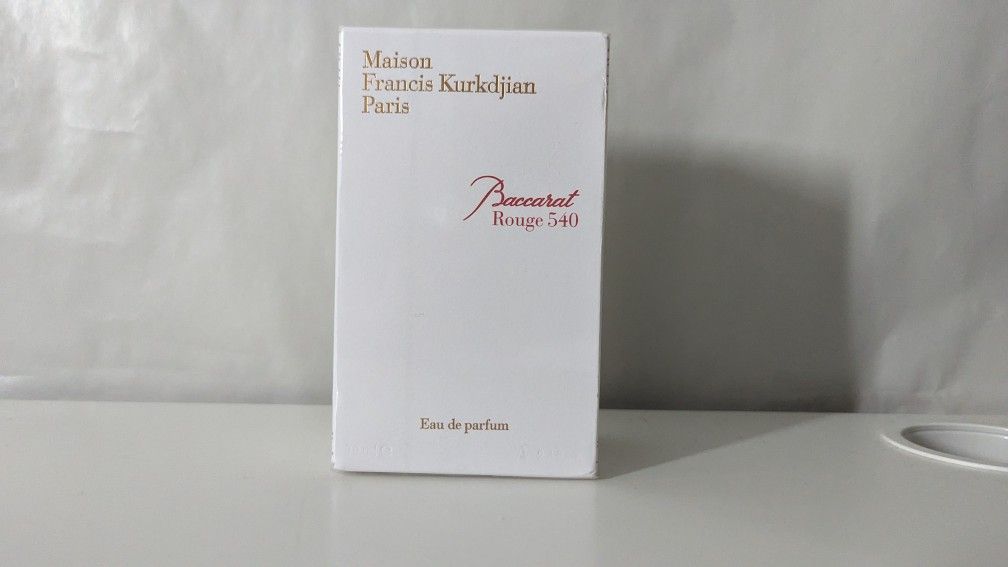 Maison
Francis Kurkdjian
Paris
Baccarat
Rouge 540
Eau de parfum